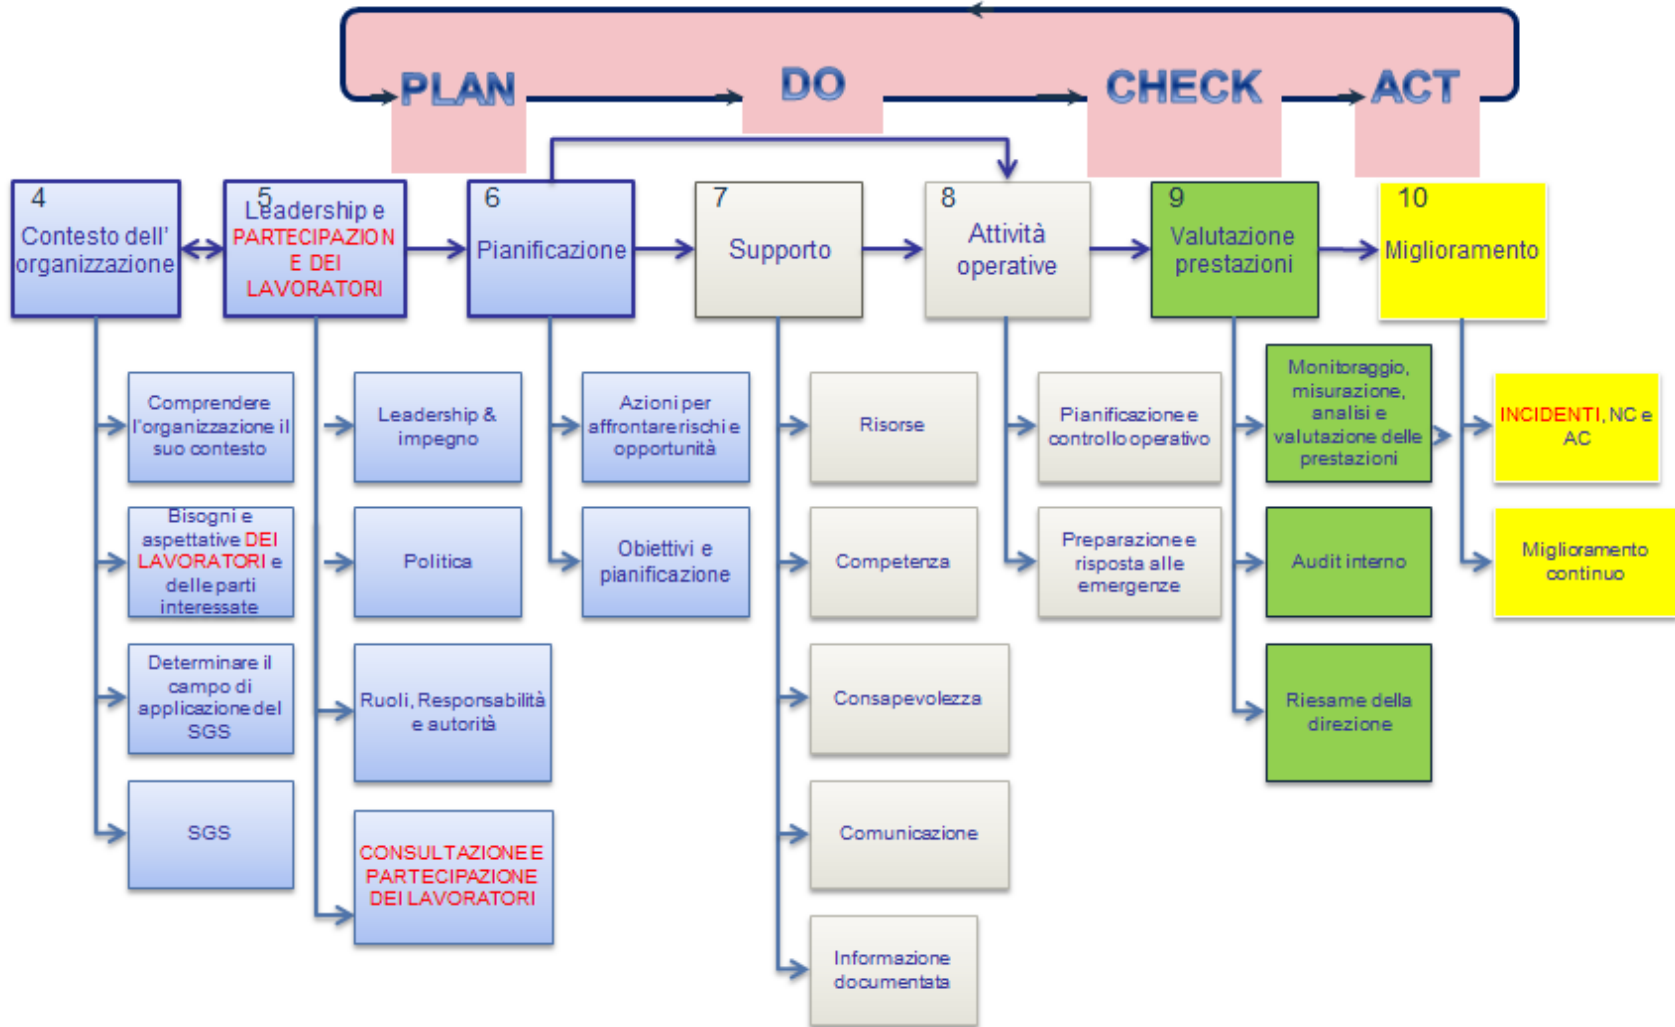 PLAN
DO
CHECK
ACT
4
Contesto dell'
organizzazione
5
Leadership e
PARTECIPAZION
E DEI
LAVORATORI
6
Pianificazione
7
Supporto
8
Attività
operative
9
Valutazione
prestazioni
10
Miglioramento
Comprendere
l'organizzazione il
suo contesto
Bisogni e
aspettative DEI
LAVORATORI e
delle parti
interessate
Determinare il
campo di
applicazione del
SGS
SGS
Leadership &
impegno
Politica
Ruoli, Responsabilità
e autorità
CONSULTAZIONE E
PARTECIPAZIONE
DEI LAVORATORI
Azioni per
affrontare rischi e
opportunità
Obiettivi e
pianificazione
Risorse
Competenza
Consapevolezza
Comunicazione
Informazione
documentata
Pianificazione e
controllo operativo
Preparazione e
risposta alle
emergenze
Monitoraggio,
misurazione,
analisi e
valutazione delle
prestazioni
Audit interno
Riesame della
direzione
INCIDENTI, NC e
AC
Miglioramento
continuo